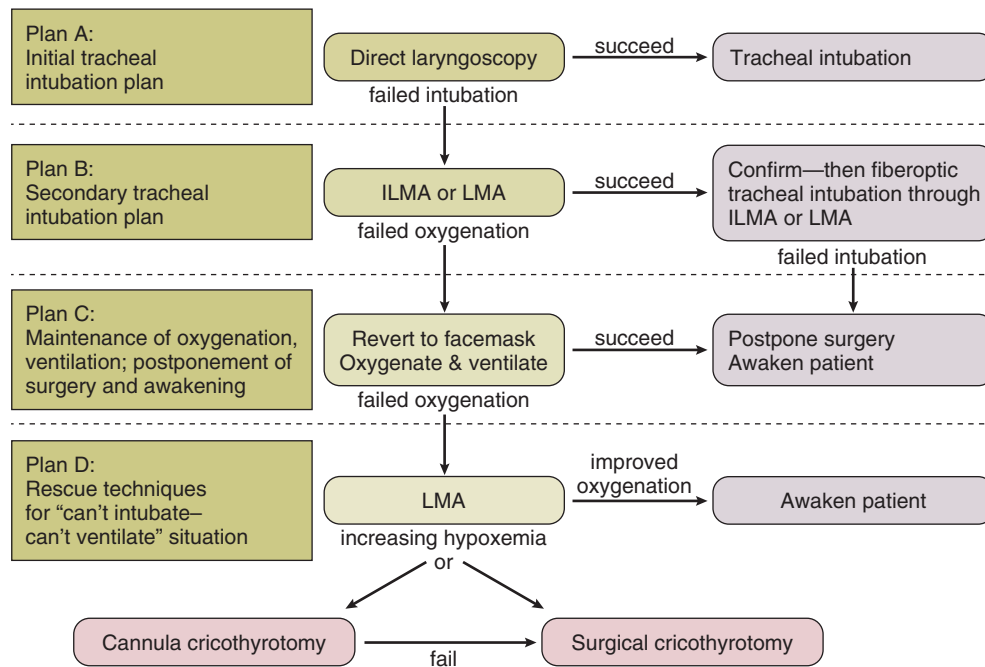 Plan A:
Initial tracheal
intubation plan
Direct laryngoscopy
succeed
Tracheal intubation
failed intubation
Plan B:
Secondary tracheal
intubation plan
ILMA or LMA
succeed
Confirm—then fiberoptic
tracheal intubation through
ILMA or LMA
failed oxygenation
failed intubation
Plan C:
Maintenance of oxygenation,
ventilation; postponement of
surgery and awakening
Revert to facemask
Oxygenate & ventilate
succeed
Postpone surgery
Awaken patient
failed oxygenation
Plan D:
Rescue techniques
for “can’t intubate–
can’t ventilate” situation
LMA
improved
oxygenation
Awaken patient
increasing hypoxemia
or
Cannula cricothyrotomy
fail
Surgical cricothyrotomy